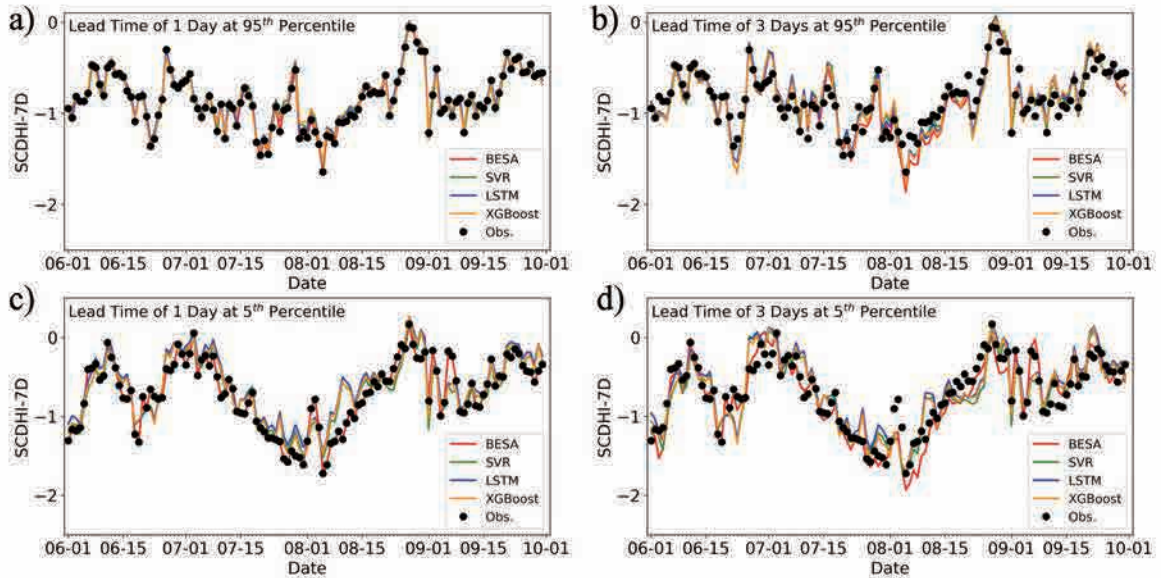 a)
Lead Time of 1 Day at 95th Percentile
0
−1
−2
SCDHI-7D
BESA
SVR
LSTM
XGBoost
Obs.
06-01 06-15 07-01 07-15 08-01 08-15 09-01 09-15 10-01
Date
b)
Lead Time of 3 Days at 95th Percentile
0
−1
−2
SCDHI-7D
BESA
SVR
LSTM
XGBoost
Obs.
06-01 06-15 07-01 07-15 08-01 08-15 09-01 09-15 10-01
Date
c)
Lead Time of 1 Day at 5th Percentile
0
−1
−2
SCDHI-7D
BESA
SVR
LSTM
XGBoost
Obs.
06-01 06-15 07-01 07-15 08-01 08-15 09-01 09-15 10-01
Date
d)
Lead Time of 3 Days at 5th Percentile
0
−1
−2
SCDHI-7D
BESA
SVR
LSTM
XGBoost
Obs.
06-01 06-15 07-01 07-15 08-01 08-15 09-01 09-15 10-01
Date